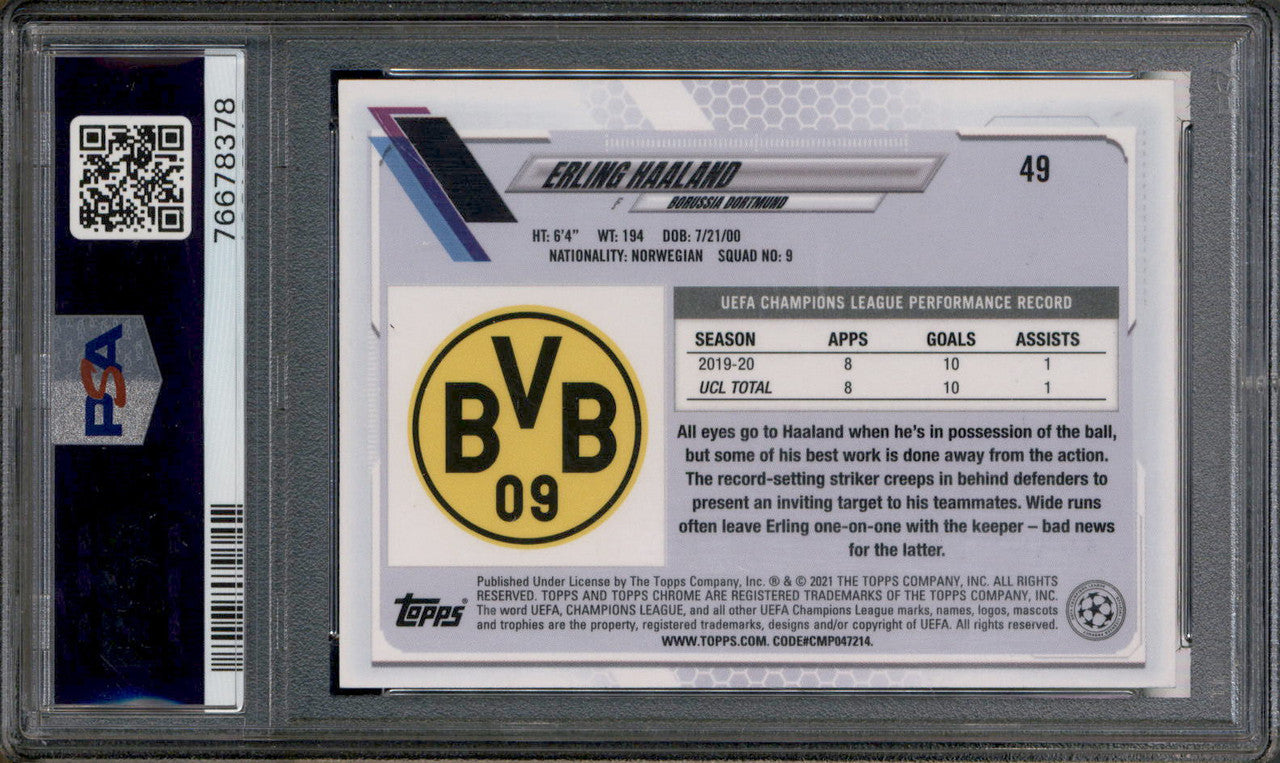 76678378
PSA
ERLING HAALAND
49
F BORUSSIA DORTMUND
HT: 6'4" WT: 194 DOB: 7/21/00
NATIONALITY: NORWEGIAN SQUAD NO: 9
BVB
09
UEFA CHAMPIONS LEAGUE PERFORMANCE RECORD
SEASON APPS GOALS ASSISTS
2019-20 8 10 1
UCL TOTAL 8 10 1
All eyes go to Haaland when he's in possession of the ball,
but some of his best work is done away from the action.
The record-setting striker creeps in behind defenders to
present an inviting target to his teammates. Wide runs
often leave Erling one-on-one with the keeper – bad news
for the latter.
Topps®
Published Under License by The Topps Company, Inc. ® & © 2021 THE TOPPS COMPANY, INC. ALL RIGHTS
RESERVED. TOPPS AND TOPPS CHROME ARE REGISTERED TRADEMARKS OF THE TOPPS COMPANY, INC.
The word UEFA, CHAMPIONS LEAGUE, and all other UEFA Champions League marks, names, logos, mascots
and trophies are the property, registered trademarks, designs and/or copyright of UEFA. All rights reserved.
WWW.TOPPS.COM. CODE#CMP047214.